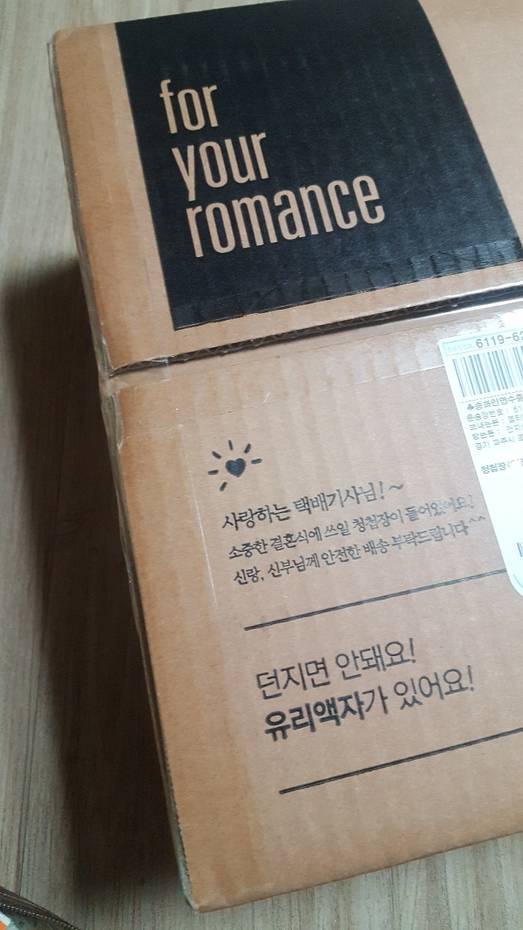 for
your
romance
6119-62
사랑하는 택배기사님!~
소중한 결혼식에 쓰일 청첩장이 들어있어요!
신랑, 신부님께 안전한 배송 부탁드립니다^^
던지면 안돼요!
유리액자가 있어요!